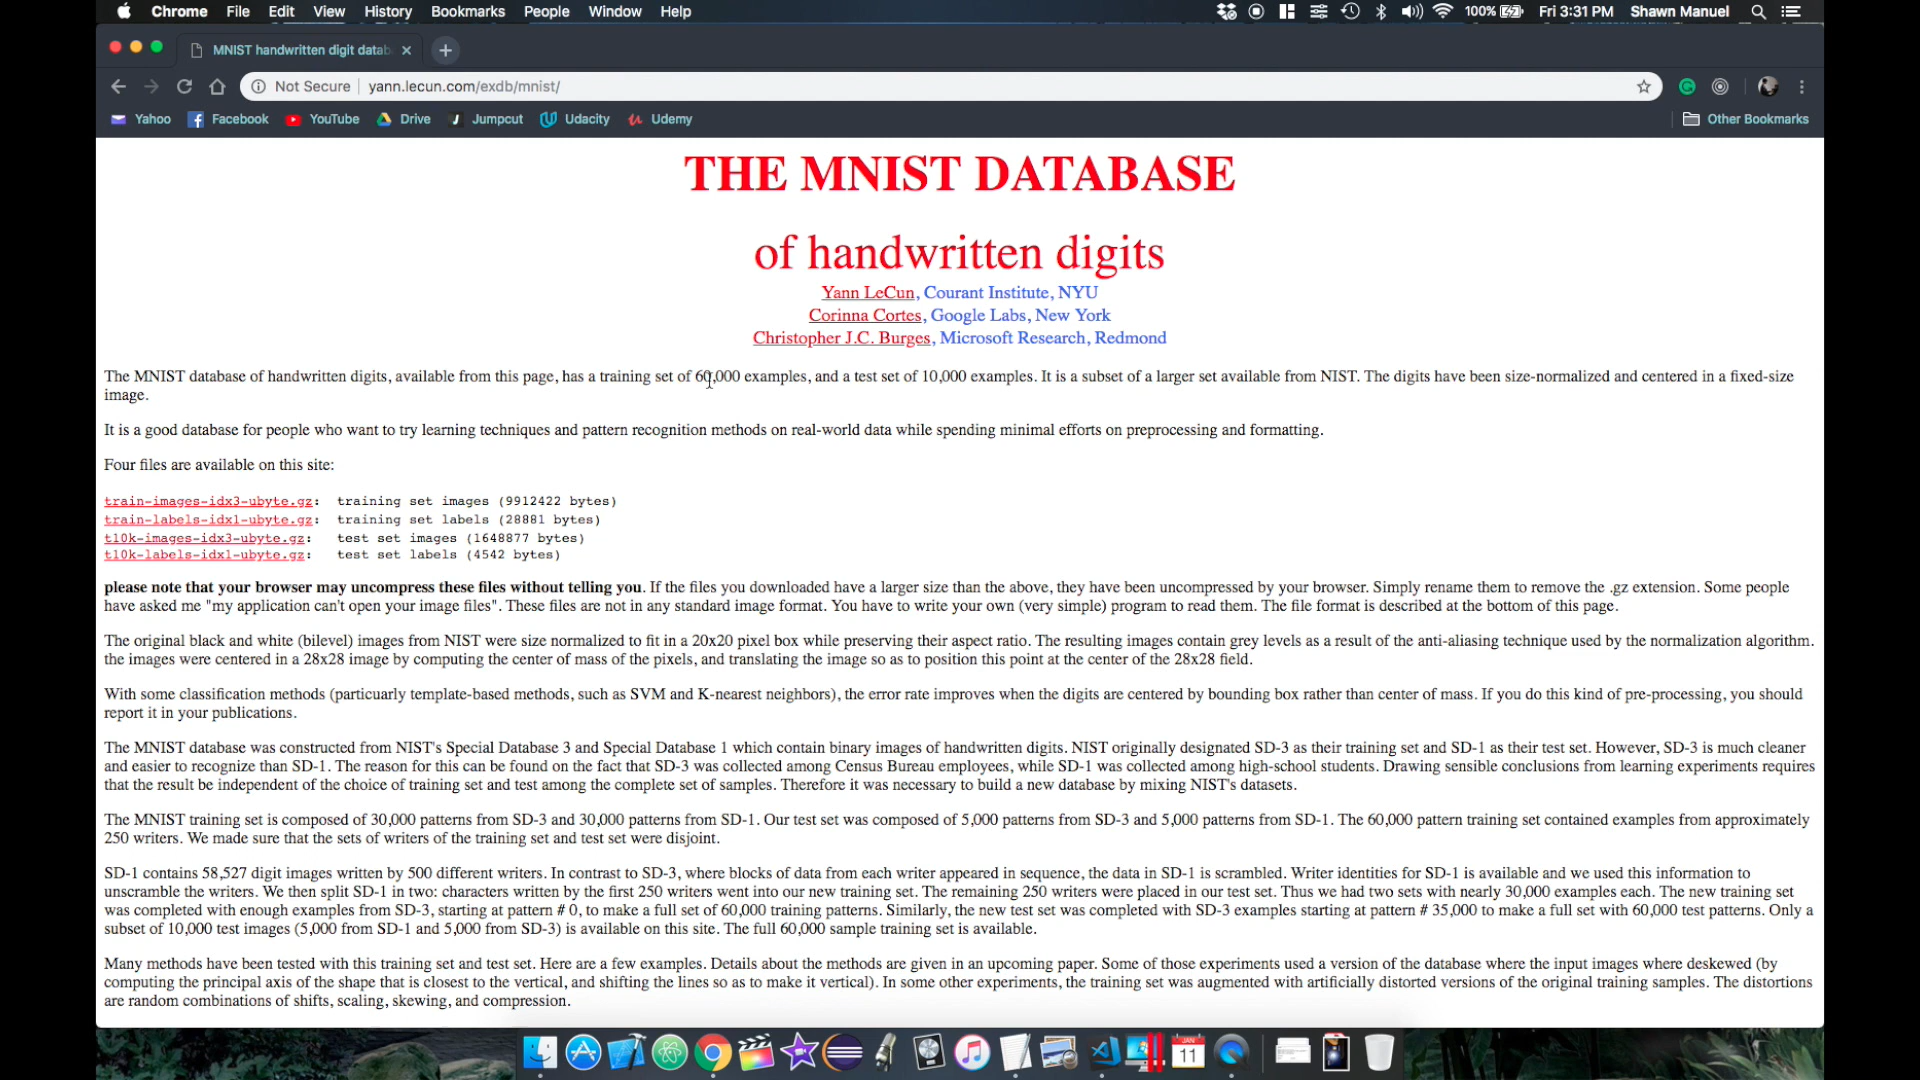 Chrome File Edit View History Bookmarks People Window Help 100% Fri 3:31 PM Shawn Manuel
MNIST handwritten digit datab
Not Secure yann.lecun.com/exdb/mnist/
Yahoo Facebook YouTube Drive Jumpcut Udacity Udemy Other Bookmarks
THE MNIST DATABASE
of handwritten digits
Yann LeCun, Courant Institute, NYU
Corinna Cortes, Google Labs, New York
Christopher J.C. Burges, Microsoft Research, Redmond
The MNIST database of handwritten digits, available from this page, has a training set of 60,000 examples, and a test set of 10,000 examples. It is a subset of a larger set available from NIST. The digits have been size-normalized and centered in a fixed-size
image.
It is a good database for people who want to try learning techniques and pattern recognition methods on real-world data while spending minimal efforts on preprocessing and formatting.
Four files are available on this site:
train-images-idx3-ubyte.gz: training set images (9912422 bytes)
train-labels-idx1-ubyte.gz: training set labels (28881 bytes)
t10k-images-idx3-ubyte.gz: test set images (1648877 bytes)
t10k-labels-idx1-ubyte.gz: test set labels (4542 bytes)
please note that your browser may uncompress these files without telling you. If the files you downloaded have a larger size than the above, they have been uncompressed by your browser. Simply rename them to remove the .gz extension. Some people
have asked me "my application can't open your image files". These files are not in any standard image format. You have to write your own (very simple) program to read them. The file format is described at the bottom of this page.
The original black and white (bilevel) images from NIST were size normalized to fit in a 20x20 pixel box while preserving their aspect ratio. The resulting images contain grey levels as a result of the anti-aliasing technique used by the normalization algorithm.
the images were centered in a 28x28 image by computing the center of mass of the pixels, and translating the image so as to position this point at the center of the 28x28 field.
With some classification methods (particuarly template-based methods, such as SVM and K-nearest neighbors), the error rate improves when the digits are centered by bounding box rather than center of mass. If you do this kind of pre-processing, you should
report it in your publications.
The MNIST database was constructed from NIST's Special Database 3 and Special Database 1 which contain binary images of handwritten digits. NIST originally designated SD-3 as their training set and SD-1 as their test set. However, SD-3 is much cleaner
and easier to recognize than SD-1. The reason for this can be found on the fact that SD-3 was collected among Census Bureau employees, while SD-1 was collected among high-school students. Drawing sensible conclusions from learning experiments requires
that the result be independent of the choice of training set and test among the complete set of samples. Therefore it was necessary to build a new database by mixing NIST's datasets.
The MNIST training set is composed of 30,000 patterns from SD-3 and 30,000 patterns from SD-1. Our test set was composed of 5,000 patterns from SD-3 and 5,000 patterns from SD-1. The 60,000 pattern training set contained examples from approximately
250 writers. We made sure that the sets of writers of the training set and test set were disjoint.
SD-1 contains 58,527 digit images written by 500 different writers. In contrast to SD-3, where blocks of data from each writer appeared in sequence, the data in SD-1 is scrambled. Writer identities for SD-1 is available and we used this information to
unscramble the writers. We then split SD-1 in two: characters written by the first 250 writers went into our new training set. The remaining 250 writers were placed in our test set. Thus we had two sets with nearly 30,000 examples each. The new training set
was completed with enough examples from SD-3, starting at pattern # 0, to make a full set of 60,000 training patterns. Similarly, the new test set was completed with SD-3 examples starting at pattern # 35,000 to make a full set with 60,000 test patterns. Only a
subset of 10,000 test images (5,000 from SD-1 and 5,000 from SD-3) is available on this site. The full 60,000 sample training set is available.
Many methods have been tested with this training set and test set. Here are a few examples. Details about the methods are given in an upcoming paper. Some of those experiments used a version of the database where the input images where deskewed (by
computing the principal axis of the shape that is closest to the vertical, and shifting the lines so as to make it vertical). In some other experiments, the training set was augmented with artificially distorted versions of the original training samples. The distortions
are random combinations of shifts, scaling, skewing, and compression.
JAN
11